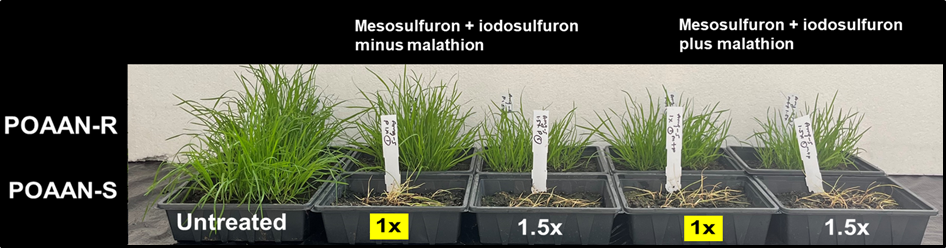 Mesosulfuron + iodosulfuron
minus malathion
Mesosulfuron + iodosulfuron
plus malathion
POAAN-R
POAAN-S
Untreated
1x
1.5x
1x
1.5x